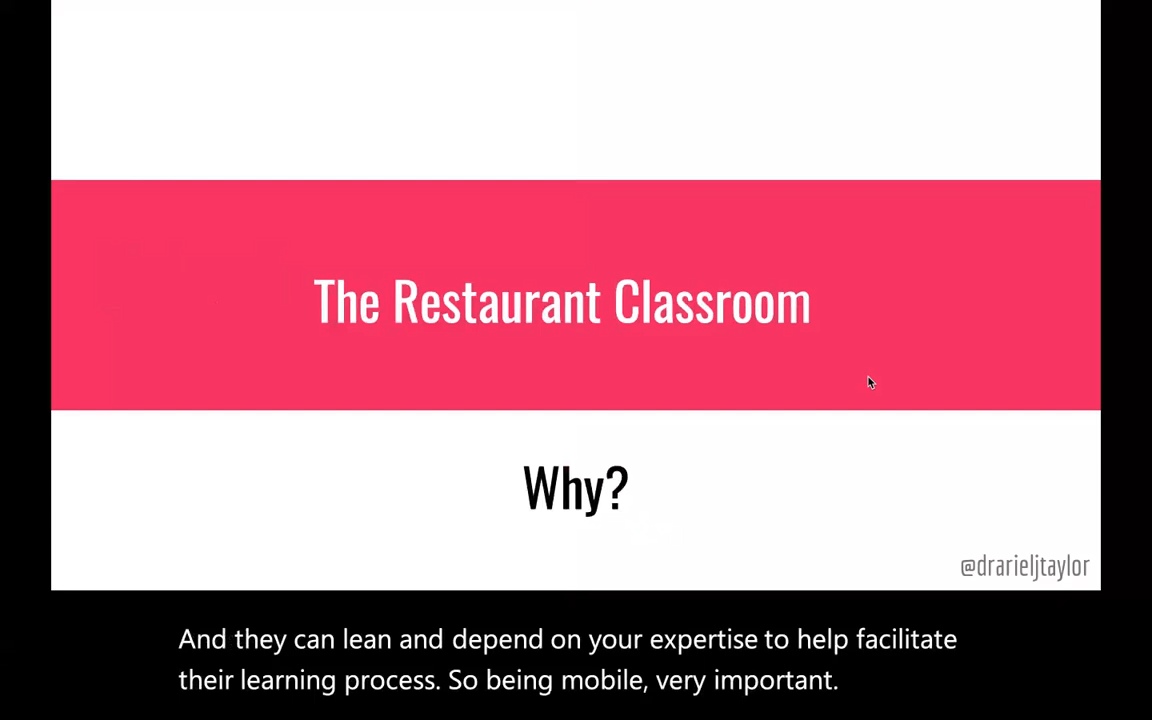 The Restaurant Classroom
Why?
@drarieljtaylor
And they can lean and depend on your expertise to help facilitate
their learning process. So being mobile, very important.